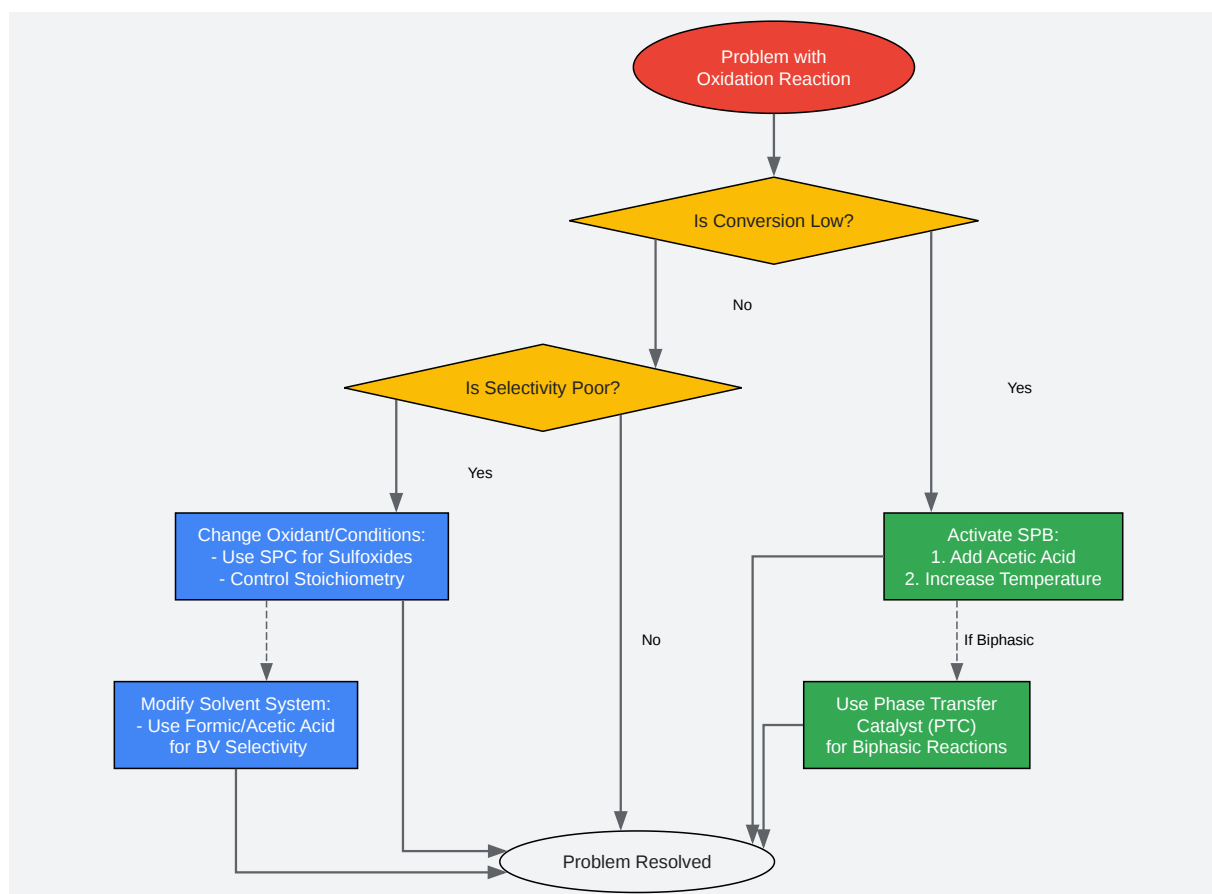 Problem with
Oxidation Reaction
Is Conversion Low?
No
Yes
Is Selectivity Poor?
Yes
No
Change Oxidant/Conditions:
- Use SPC for Sulfoxides
- Control Stoichiometry
Activate SPB:
1. Add Acetic Acid
2. Increase Temperature
If Biphasic
Modify Solvent System:
- Use Formic/Acetic Acid
for BV Selectivity
Use Phase Transfer
Catalyst (PTC)
for Biphasic Reactions
Problem Resolved